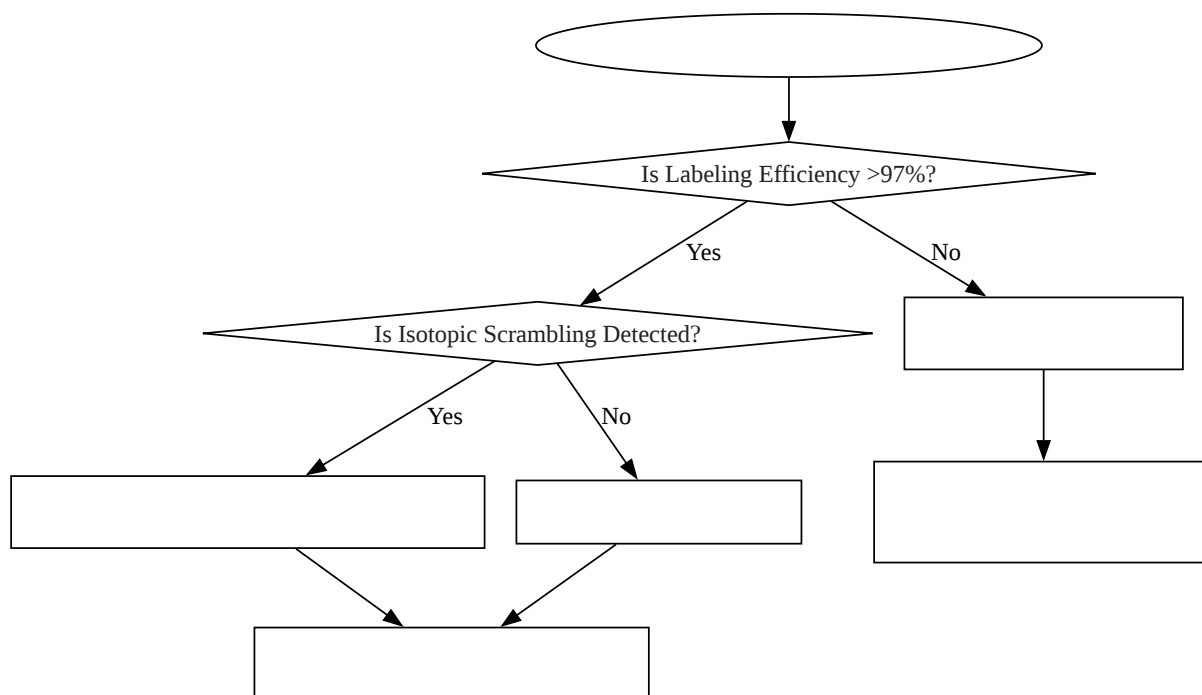 Is Labeling Efficiency >97%?
Yes
No
Is Isotopic Scrambling Detected?
Yes
No